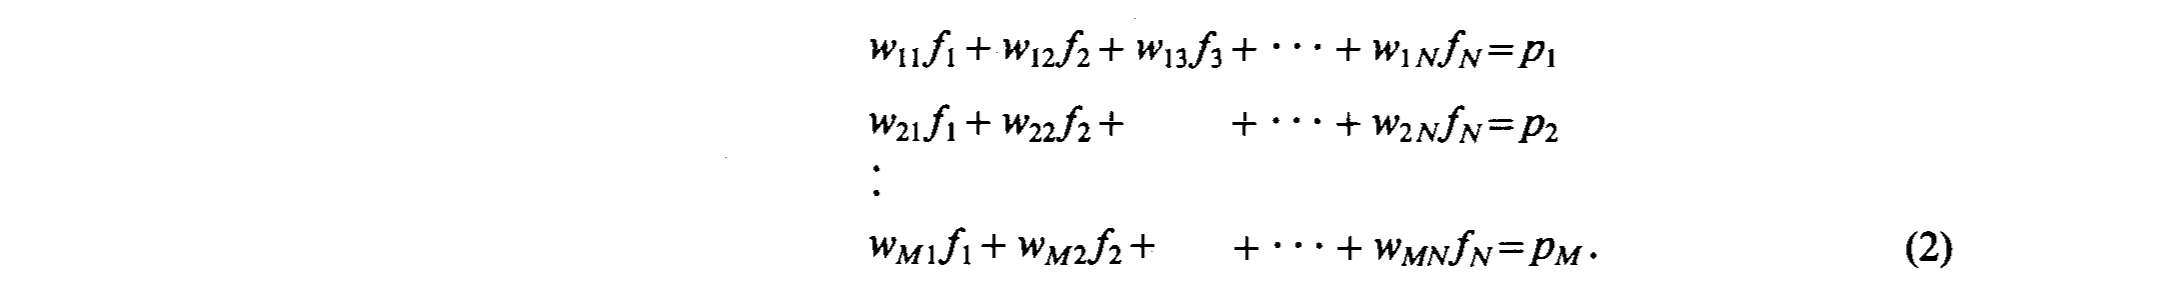 w₁₁f₁ + w₁₂f₂ + w₁₃f₃ + · · · + w₁NfN = p₁
w₂₁f₁ + w₂₂f₂ + + · · · + w₂NfN = p₂
:
wM₁f₁ + wM₂f₂ + + · · · + wMNfN = pM. (2)